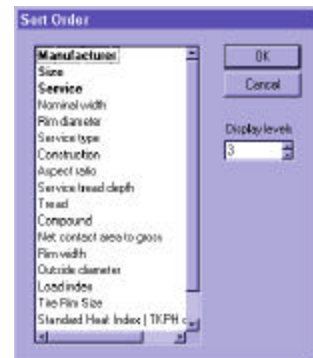 Sort Order
Manufacturer
Size
Service
Nominal width
Rim diameter
Service type
Construction
Aspect ratio
Service tread depth
Tread
Compound
Net contact area to gross
Rim width
Outside diameter
Load index
Tire Rim Size
Standard Heat Index | TKPH
OK
Cancel
Display levels
3